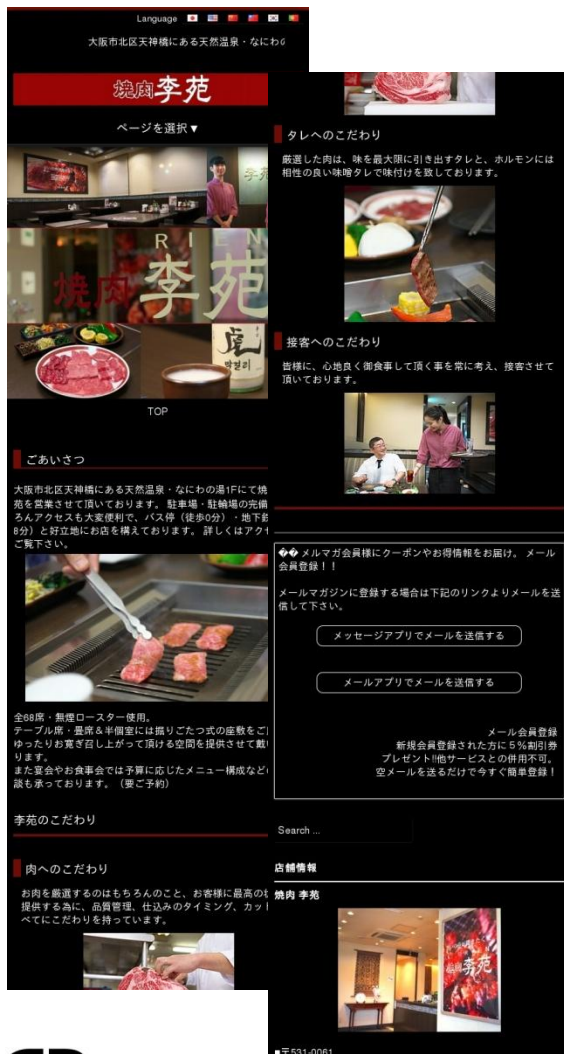 Language
大阪市北区天神橋にある天然温泉・なにわの
焼肉李苑
ページを選択▼
RIEN
焼肉 李苑
TOP
ごあいさつ
大阪市北区天神橋にある天然温泉・なにわの湯1Fにて焼
苑を営業させて頂いております。 駐車場・駐輪場の完備
ろんアクセスも大変便利で、バス停（徒歩0分）・地下鉄
8分）と好立地にお店を構えております。 詳しくはアクセ
ご覧下さい。
全68席・無煙ロースター使用。
テーブル席・畳席＆半個室には掘りごたつ式の座敷をご
ゆったりお寛ぎ召し上がって頂ける空間を提供させて戴
ります。
また宴会やお食事会では予算に応じたメニュー構成など
談も承っております。（要ご予約）
李苑のこだわり
肉へのこだわり
お肉を厳選するのはもちろんのこと、お客様に最高の
提供する為に、品質管理、仕込みのタイミング、カッ
べてにこだわりを持っています。
タレへのこだわり
厳選した肉は、味を最大限に引き出すタレと、ホルモンには
相性の良い味噌タレで味付けを致しております。
接客へのこだわり
皆様に、心地良く御食事して頂く事を常に考え、接客させて
頂いております。
�� メルマガ会員様にクーポンやお得情報をお届け。 メール
会員登録！！
メールマガジンに登録する場合は下記のリンクよりメールを送
信して下さい。
メッセージアプリでメールを送信する
メールアプリでメールを送信する
メール会員登録
新規会員登録された方に５％割引券
プレゼント!!他サービスとの併用不可。
空メールを送るだけで今すぐ簡単登録！
Search ...
店舗情報
焼肉 李苑
李苑
■〒531-0061